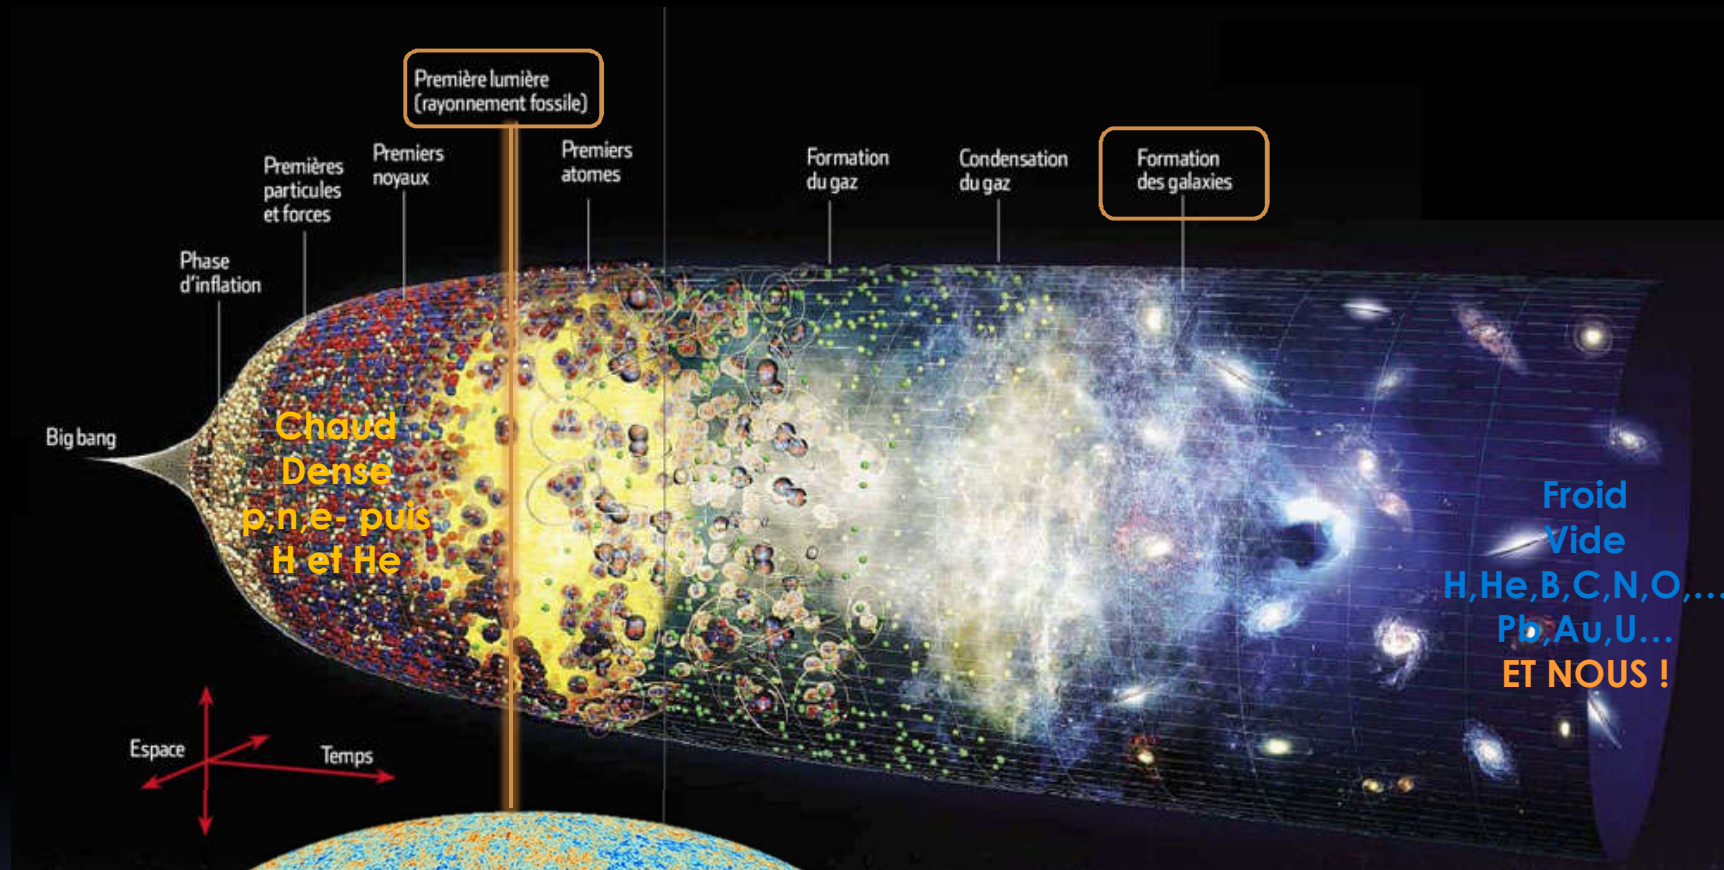 Première lumière
(rayonnement fossile)
Premières
particules
et forces
Premiers
noyaux
Premiers
atomes
Formation
du gaz
Condensation
du gaz
Formation
des galaxies
Phase
d'inflation
Big bang
Chaud
Dense
p,n,e- puis
H et He
Froid
Vide
H,He,B,C,N,O,...
Pb,Au,U...
ET NOUS !
Espace
Temps